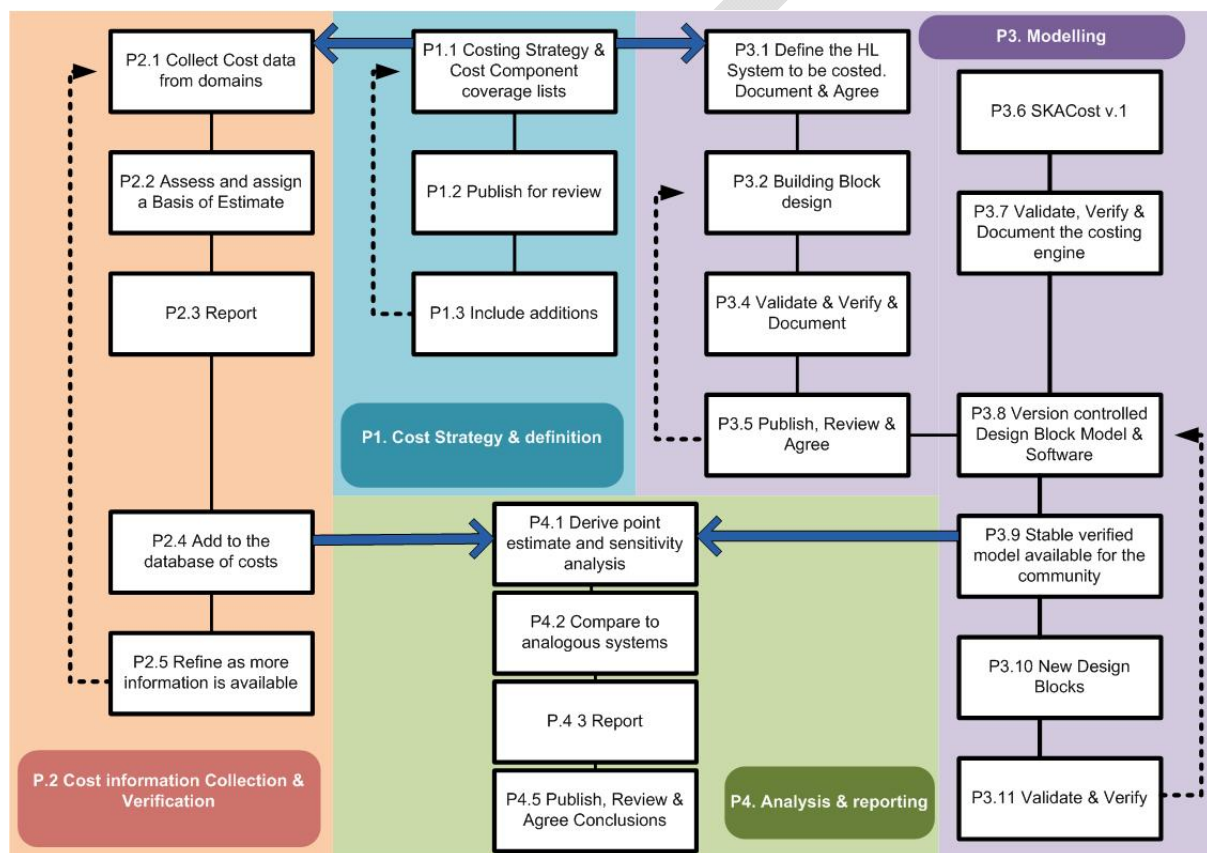 P2.1 Collect Cost data
from domains
P2.2 Assess and assign
a Basis of Estimate
P2.3 Report
P2.4 Add to the
database of costs
P2.5 Refine as more
information is available
P.2 Cost information Collection &
Verification
P1.1 Costing Strategy &
Cost Component
coverage lists
P1.2 Publish for review
P1.3 Include additions
P1. Cost Strategy & definition
P3.1 Define the HL
System to be costed.
Document & Agree
P3.2 Building Block
design
P3.4 Validate & Verify &
Document
P3.5 Publish, Review &
Agree
P3. Modelling
P3.6 SKACost v.1
P3.7 Validate, Verify &
Document the costing
engine
P3.8 Version controlled
Design Block Model &
Software
P3.9 Stable verified
model available for the
community
P3.10 New Design
Blocks
P3.11 Validate & Verify
P4.1 Derive point
estimate and sensitivity
analysis
P4.2 Compare to
analogous systems
P.4 3 Report
P4.5 Publish, Review &
Agree Conclusions
P4. Analysis & reporting